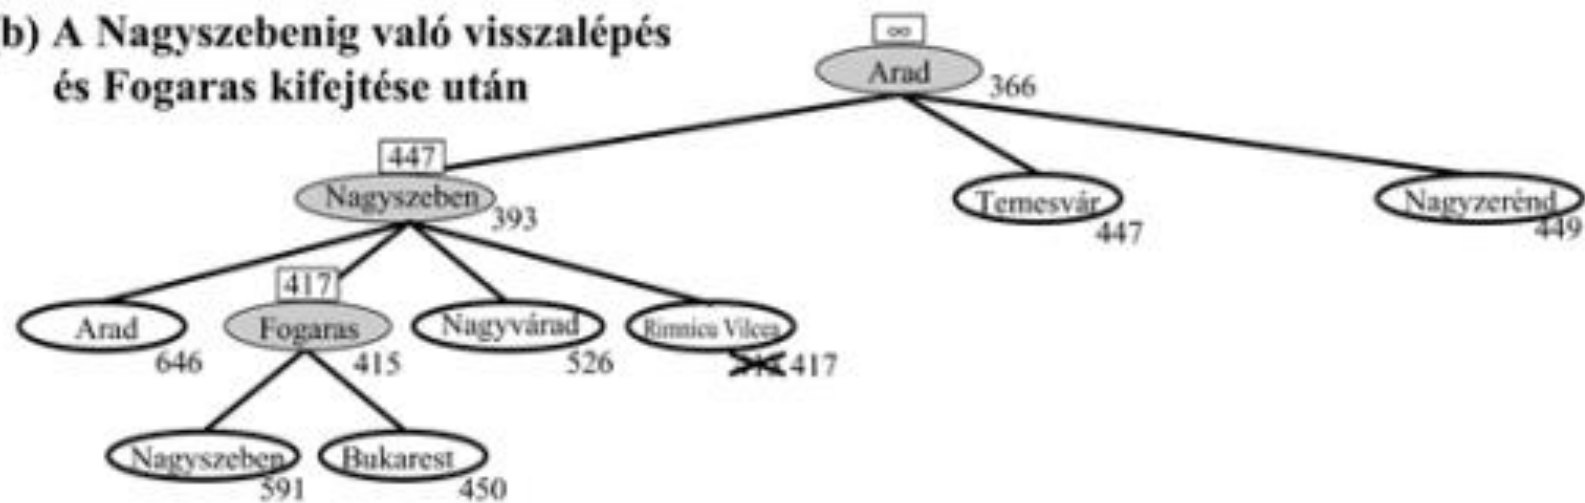 b) A Nagyszebenig való visszalépés
és Fogaras kifejtése után
∞
Arad
366
447
Nagyszeben
393
Temesvár
447
Nagyzerénd
449
417
Arad
646
Fogaras
415
Nagyvárad
526
Rimnicu Vilcea
417
Nagyszeben
591
Bukarest
450